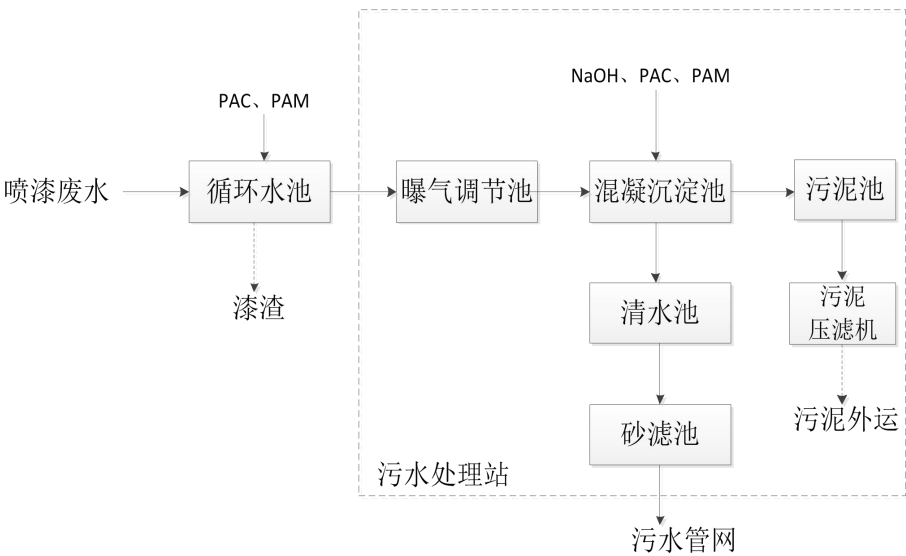 NaOH、PAC、PAM
PAC、PAM
喷漆废水
循环水池
曝气调节池
混凝沉淀池
污泥池
漆渣
清水池
污泥
压滤机
砂滤池
污泥外运
污水处理站
污水管网